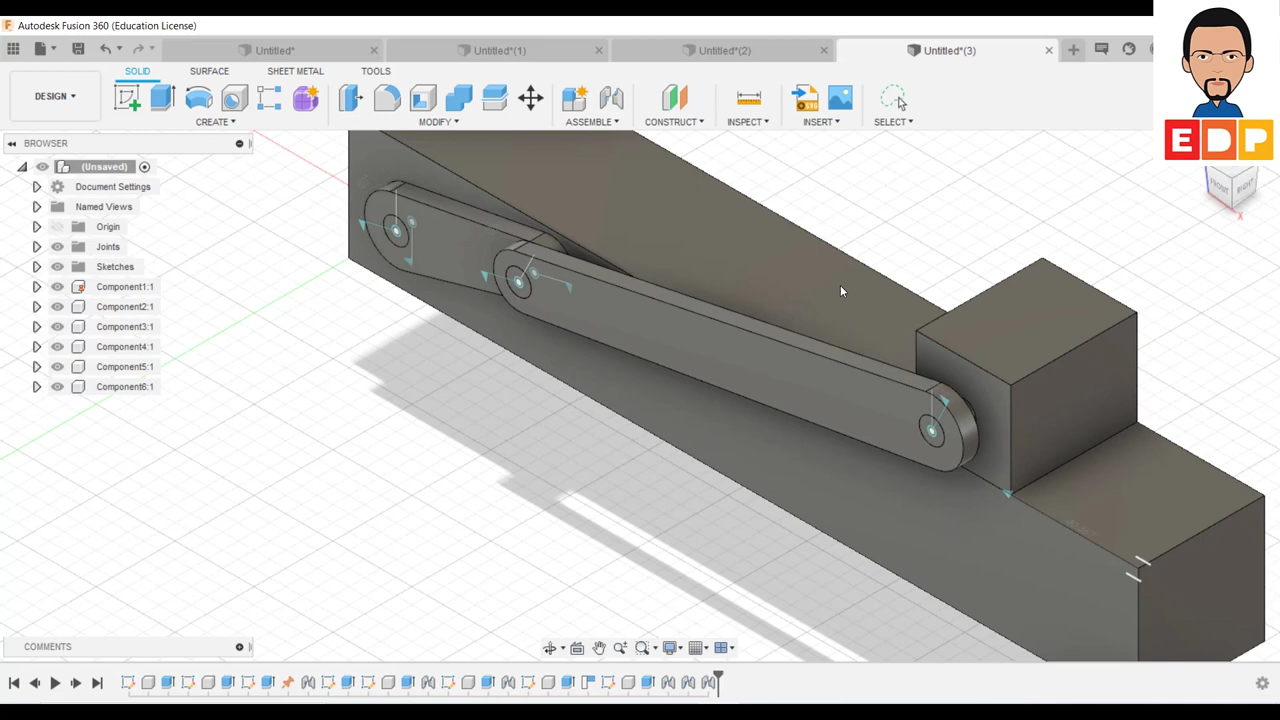 Autodesk Fusion 360 (Education License)
Untitled* Untitled*(1) Untitled*(2) Untitled*(3)
SOLID SURFACE SHEET METAL TOOLS
DESIGN
CREATE MODIFY ASSEMBLE CONSTRUCT INSPECT INSERT SELECT
EDP
BROWSER
FRONT RIGHT
X
(Unsaved)
Document Settings
Named Views
Origin
Joints
Sketches
Component1:1
Component2:1
Component3:1
Component4:1
Component5:1
Component6:1
COMMENTS